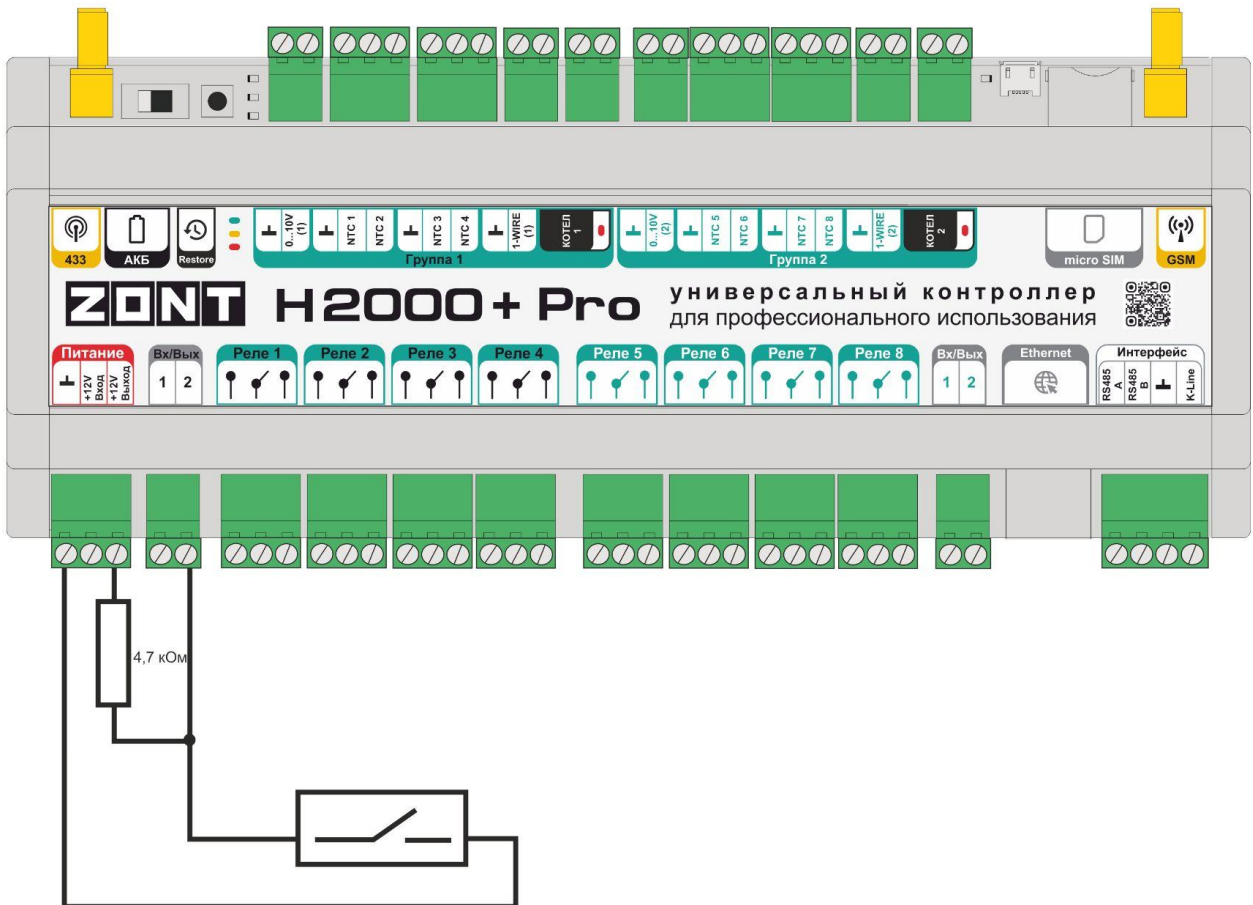 ⊥
0...10V
(1)
⊥
NTC 1
NTC 2
⊥
NTC 3
NTC 4
⊥
1-WIRE
(1)
КОТЕЛ
1
⊥
0...10V
(2)
⊥
NTC 5
NTC 6
⊥
NTC 7
NTC 8
⊥
1-WIRE
(2)
КОТЕЛ
2
433
АКБ
Restore
Группа 1
Группа 2
micro SIM
GSM
ZONT H2000+ Pro
универсальный контроллер
для профессионального использования
Питание
Вх/Вых
Реле 1
Реле 2
Реле 3
Реле 4
Реле 5
Реле 6
Реле 7
Реле 8
Вх/Вых
Ethernet
Интерфейс
⊥
+12V
Вход
+12V
Выход
1 2
1 2
RS485
A
RS485
B
⊥
K-Line
4,7 кОм